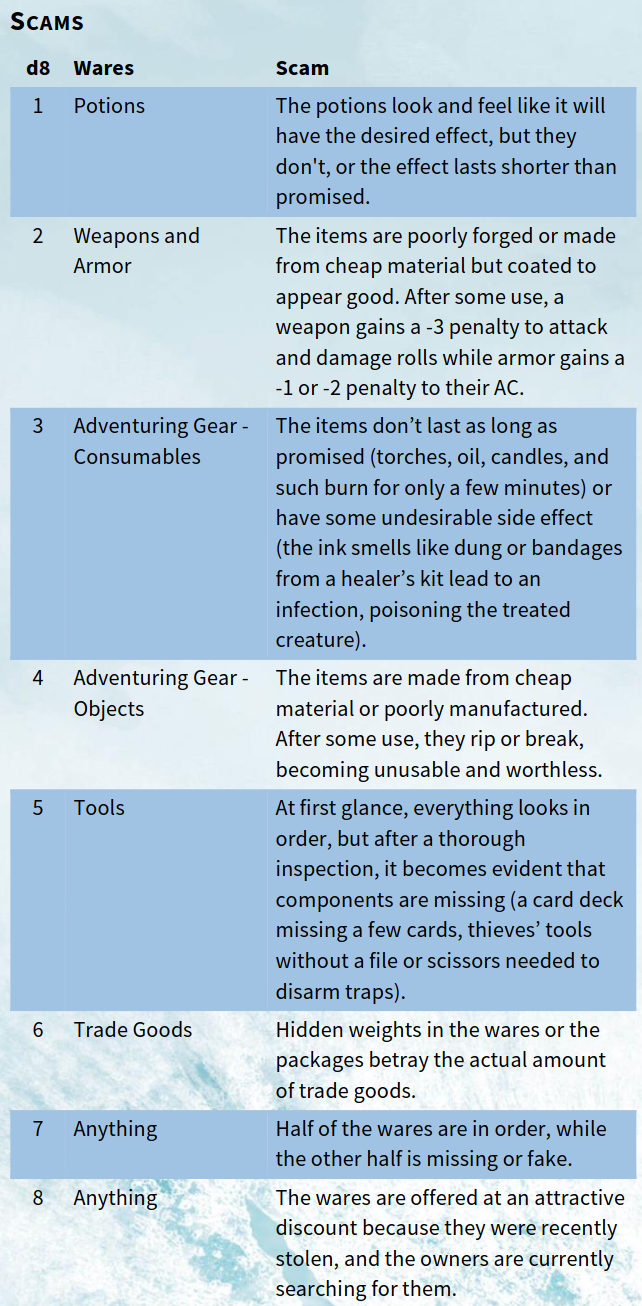 SCAMS
d8 Wares Scam
1 Potions The potions look and feel like it will
have the desired effect, but they
don't, or the effect lasts shorter than
promised.
2 Weapons and The items are poorly forged or made
Armor from cheap material but coated to
appear good. After some use, a
weapon gains a -3 penalty to attack
and damage rolls while armor gains a
-1 or -2 penalty to their AC.
3 Adventuring Gear - The items don’t last as long as
Consumables promised (torches, oil, candles, and
such burn for only a few minutes) or
have some undesirable side effect
(the ink smells like dung or bandages
from a healer’s kit lead to an
infection, poisoning the treated
creature).
4 Adventuring Gear - The items are made from cheap
Objects material or poorly manufactured.
After some use, they rip or break,
becoming unusable and worthless.
5 Tools At first glance, everything looks in
order, but after a thorough
inspection, it becomes evident that
components are missing (a card deck
missing a few cards, thieves’ tools
without a file or scissors needed to
disarm traps).
6 Trade Goods Hidden weights in the wares or the
packages betray the actual amount
of trade goods.
7 Anything Half of the wares are in order, while
the other half is missing or fake.
8 Anything The wares are offered at an attractive
discount because they were recently
stolen, and the owners are currently
searching for them.